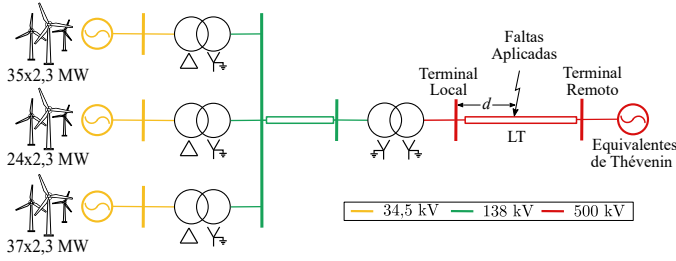 35x2,3 MW
24x2,3 MW
37x2,3 MW
Faltas
Aplicadas
Terminal
Local
d
LT
Terminal
Remoto
Equivalentes
de Thévenin
34,5 kV
138 kV
500 kV